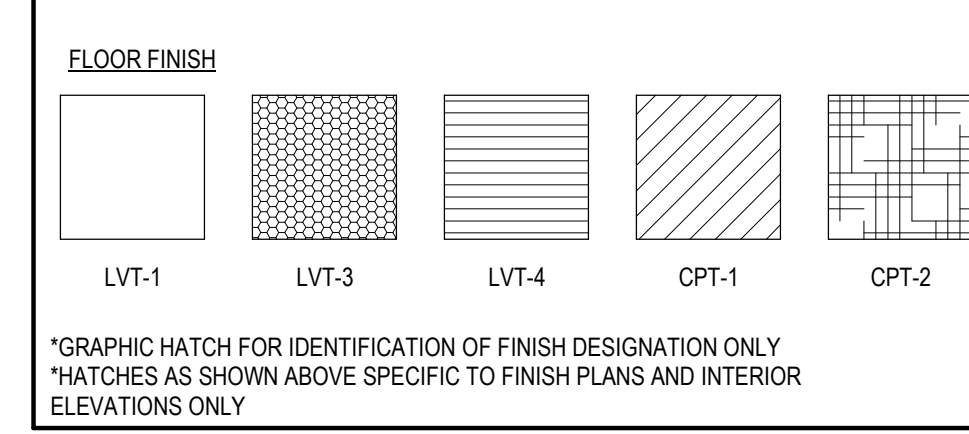 FLOOR FINISH
LVT-1 LVT-3 LVT-4 CPT-1 CPT-2
*GRAPHIC HATCH FOR IDENTIFICATION OF FINISH DESIGNATION ONLY
*HATCHES AS SHOWN ABOVE SPECIFIC TO FINISH PLANS AND INTERIOR
ELEVATIONS ONLY